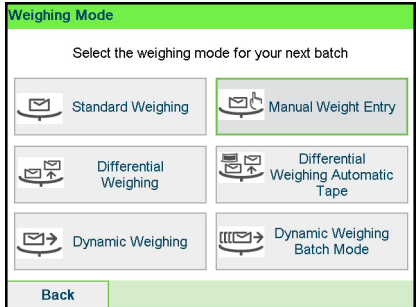 Weighing Mode
Select the weighing mode for your next batch
Standard Weighing
Manual Weight Entry
Differential
Weighing
Differential
Weighing Automatic
Tape
Dynamic Weighing
Dynamic Weighing
Batch Mode
Back